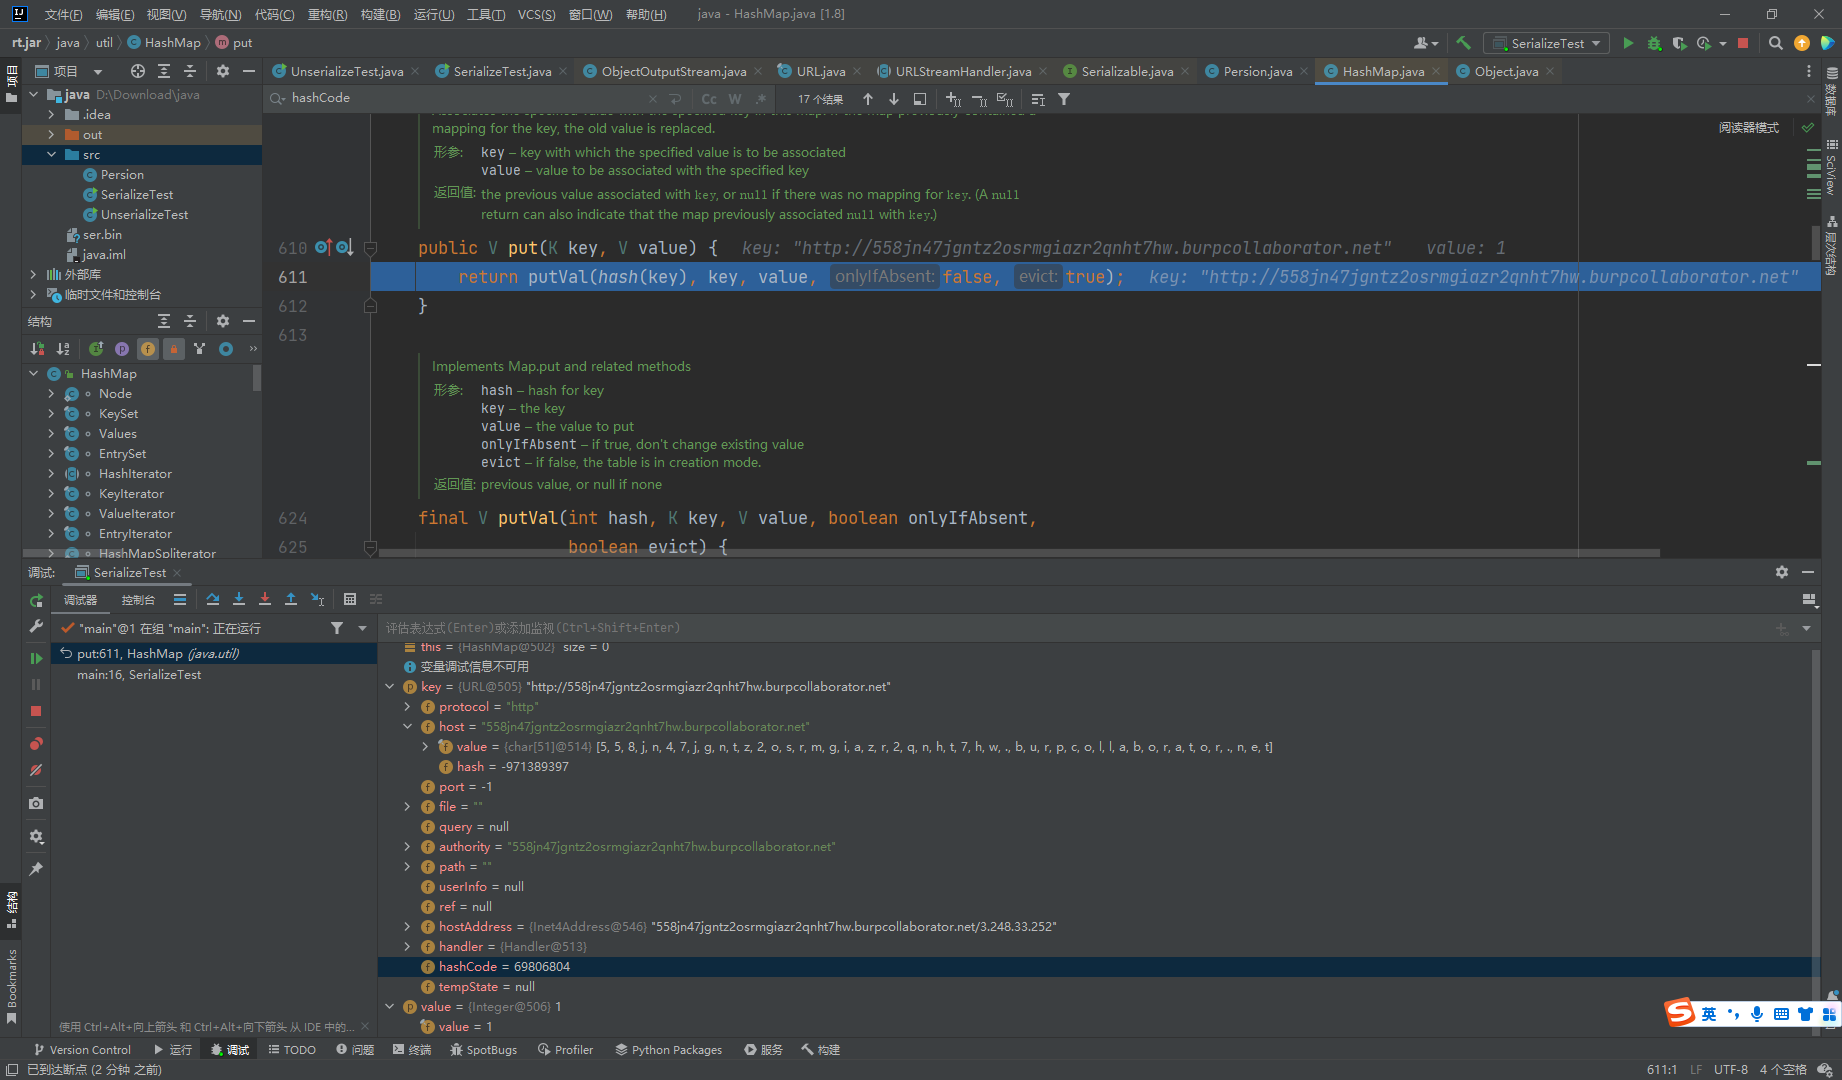 文件(F) 编辑(E) 视图(V) 导航(N) 代码(C) 重构(R) 构建(B) 运行(U) 工具(T) VCS(S) 窗口(W) 帮助(H) java - HashMap.java [1.8]
rt.jar java util HashMap put
SerializeTest
项目
UnserializeTest.java SerializeTest.java ObjectOutputStream.java URL.java URLStreamHandler.java Serializable.java Persion.java HashMap.java Object.java
java D:\Download\java
.idea
out
src
Persion
SerializeTest
UnserializeTest
ser.bin
java.iml
外部库
临时文件和控制台
hashCode Cc W .* 17 个结果
阅读器模式
mapping for the key, the old value is replaced.
形参: key – key with which the specified value is to be associated
value – value to be associated with the specified key
返回值: the previous value associated with key, or null if there was no mapping for key. (A null
return can also indicate that the map previously associated null with key.)
610 public V put(K key, V value) { key: "http://558jn47jgntz2osrmgiazr2qnht7hw.burpcollaborator.net" value: 1
611 return putVal(hash(key), key, value, onlyIfAbsent: false, evict: true); key: "http://558jn47jgntz2osrmgiazr2qnht7hw.burpcollaborator.net"
612 }
613
Implements Map.put and related methods
形参: hash – hash for key
key – the key
value – the value to put
onlyIfAbsent – if true, don't change existing value
evict – if false, the table is in creation mode.
返回值: previous value, or null if none
624 final V putVal(int hash, K key, V value, boolean onlyIfAbsent,
625 boolean evict) {
结构
HashMap
Node
KeySet
Values
EntrySet
HashIterator
KeyIterator
ValueIterator
EntryIterator
HashMapSpliterator
项目
结构
Bookmarks
数据库
SciView
层次结构
调试: SerializeTest
调试器 控制台
"main"@1 在组 "main": 正在运行
put:611, HashMap (java.util)
main:16, SerializeTest
使用 Ctrl+Alt+向上箭头 和 Ctrl+Alt+向下箭头 从 IDE 中的...
评估表达式(Enter)或添加监视(Ctrl+Shift+Enter)
this = {HashMap@502} size = 0
变量调试信息不可用
key = {URL@505} "http://558jn47jgntz2osrmgiazr2qnht7hw.burpcollaborator.net"
protocol = "http"
host = "558jn47jgntz2osrmgiazr2qnht7hw.burpcollaborator.net"
value = {char[51]@514} [5, 5, 8, j, n, 4, 7, j, g, n, t, z, 2, o, s, r, m, g, i, a, z, r, 2, q, n, h, t, 7, h, w, ., b, u, r, p, c, o, l, l, a, b, o, r, a, t, o, r, ., n, e, t]
hash = -971389397
port = -1
file = ""
query = null
authority = "558jn47jgntz2osrmgiazr2qnht7hw.burpcollaborator.net"
path = ""
userInfo = null
ref = null
hostAddress = {Inet4Address@546} "558jn47jgntz2osrmgiazr2qnht7hw.burpcollaborator.net/3.248.33.252"
handler = {Handler@513}
hashCode = 69806804
tempState = null
value = {Integer@506} 1
value = 1
英
Version Control 运行 调试 TODO 问题 终端 SpotBugs Profiler Python Packages 服务 构建
已到达断点 (2 分钟 之前) 611:1 LF UTF-8 4 个空格